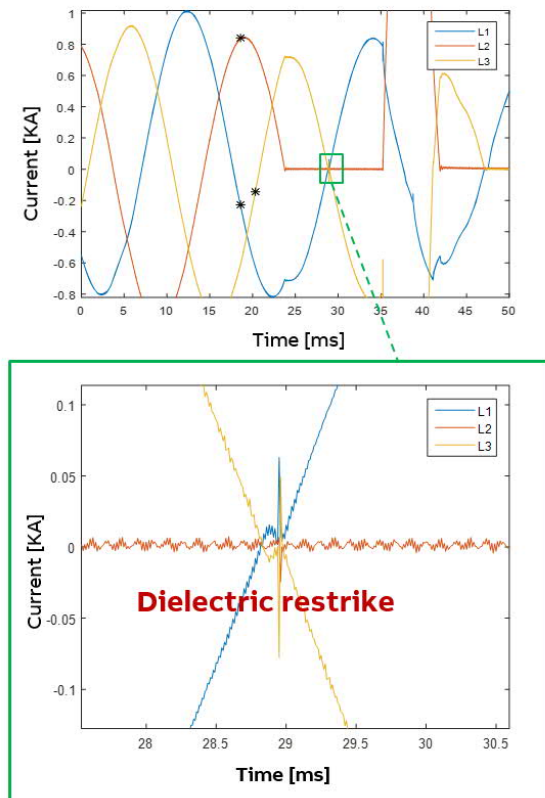 1
0.8
0.6
0.4
0.2
0
-0.2
-0.4
-0.6
-0.8
Current [KA]
L1
L2
L3
0 5 10 15 20 25 30 35 40 45 50
Time [ms]
0.1
0.05
0
-0.05
-0.1
Current [KA]
L1
L2
L3
Dielectric restrike
28 28.5 29 29.5 30 30.5
Time [ms]